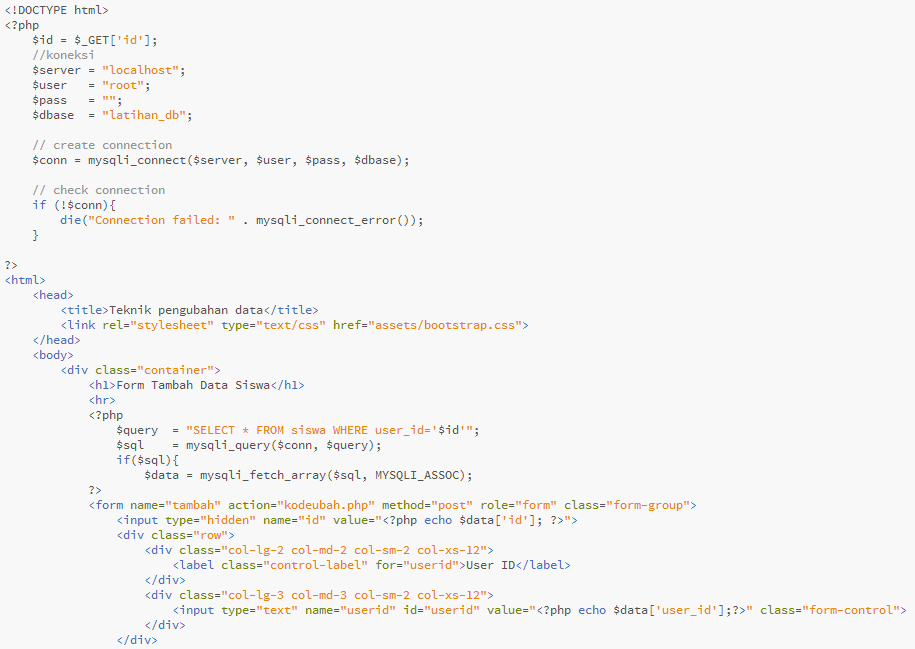 <!DOCTYPE html>
<?php
    $id = $_GET['id'];
    //koneksi
    $server = "localhost";
    $user   = "root";
    $pass   = "";
    $dbase  = "latihan_db";

    // create connection
    $conn = mysqli_connect($server, $user, $pass, $dbase);

    // check connection
    if (!$conn){
        die("Connection failed: " . mysqli_connect_error());
    }

?>
<html>
    <head>
        <title>Teknik pengubahan data</title>
        <link rel="stylesheet" type="text/css" href="assets/bootstrap.css">
    </head>
    <body>
        <div class="container">
            <h1>Form Tambah Data Siswa</h1>
            <hr>
            <?php
                $query  = "SELECT * FROM siswa WHERE user_id='$id'";
                $sql    = mysqli_query($conn, $query);
                if($sql){
                    $data = mysqli_fetch_array($sql, MYSQLI_ASSOC);
            ?>
            <form name="tambah" action="kodeubah.php" method="post" role="form" class="form-group">
                <input type="hidden" name="id" value="<?php echo $data['id']; ?>">
                <div class="row">
                    <div class="col-lg-2 col-md-2 col-sm-2 col-xs-12">
                        <label class="control-label" for="userid">User ID</label>
                    </div>
                    <div class="col-lg-3 col-md-3 col-sm-2 col-xs-12">
                        <input type="text" name="userid" id="userid" value="<?php echo $data['user_id'];?>" class="form-control">
                    </div>
                </div>